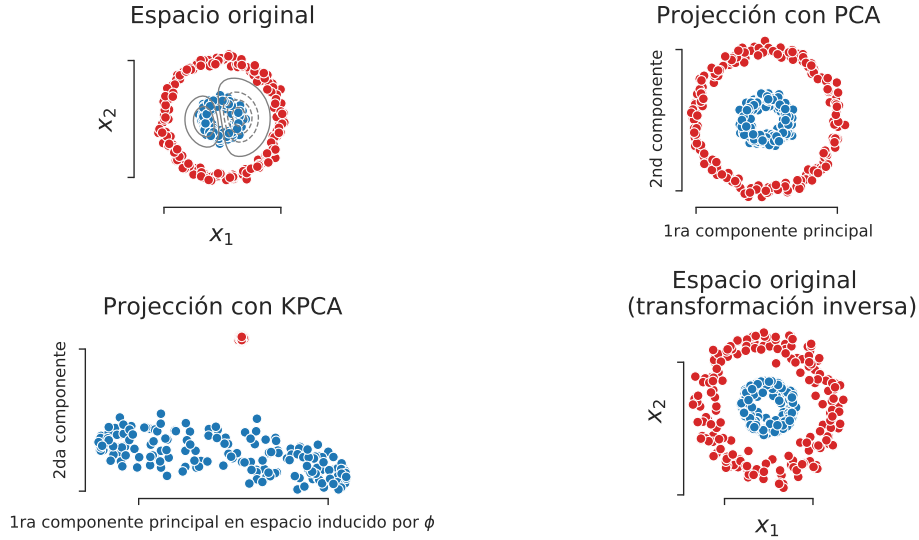 Espacio original
x2
x1
Projección con PCA
2nd componente
1ra componente principal
Projección con KPCA
2da componente
1ra componente principal en espacio inducido por ϕ
Espacio original
(transformación inversa)
x2
x1